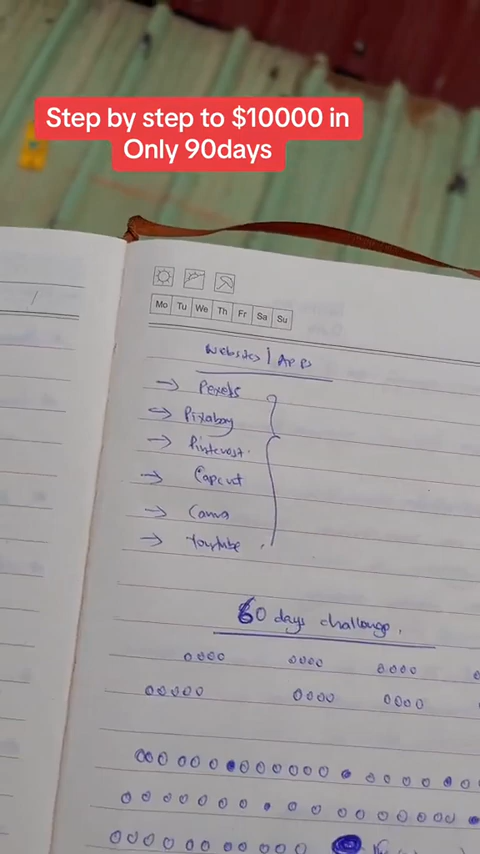 Step by step to $10000 in
Only 90days
Mo Tu We Th Fr Sa Su
Websites | Apps
→ Pexels
→ Pixabay
→ Pinterest.
→ Capcut
→ Canva
→ YouTube
60 days challenge.